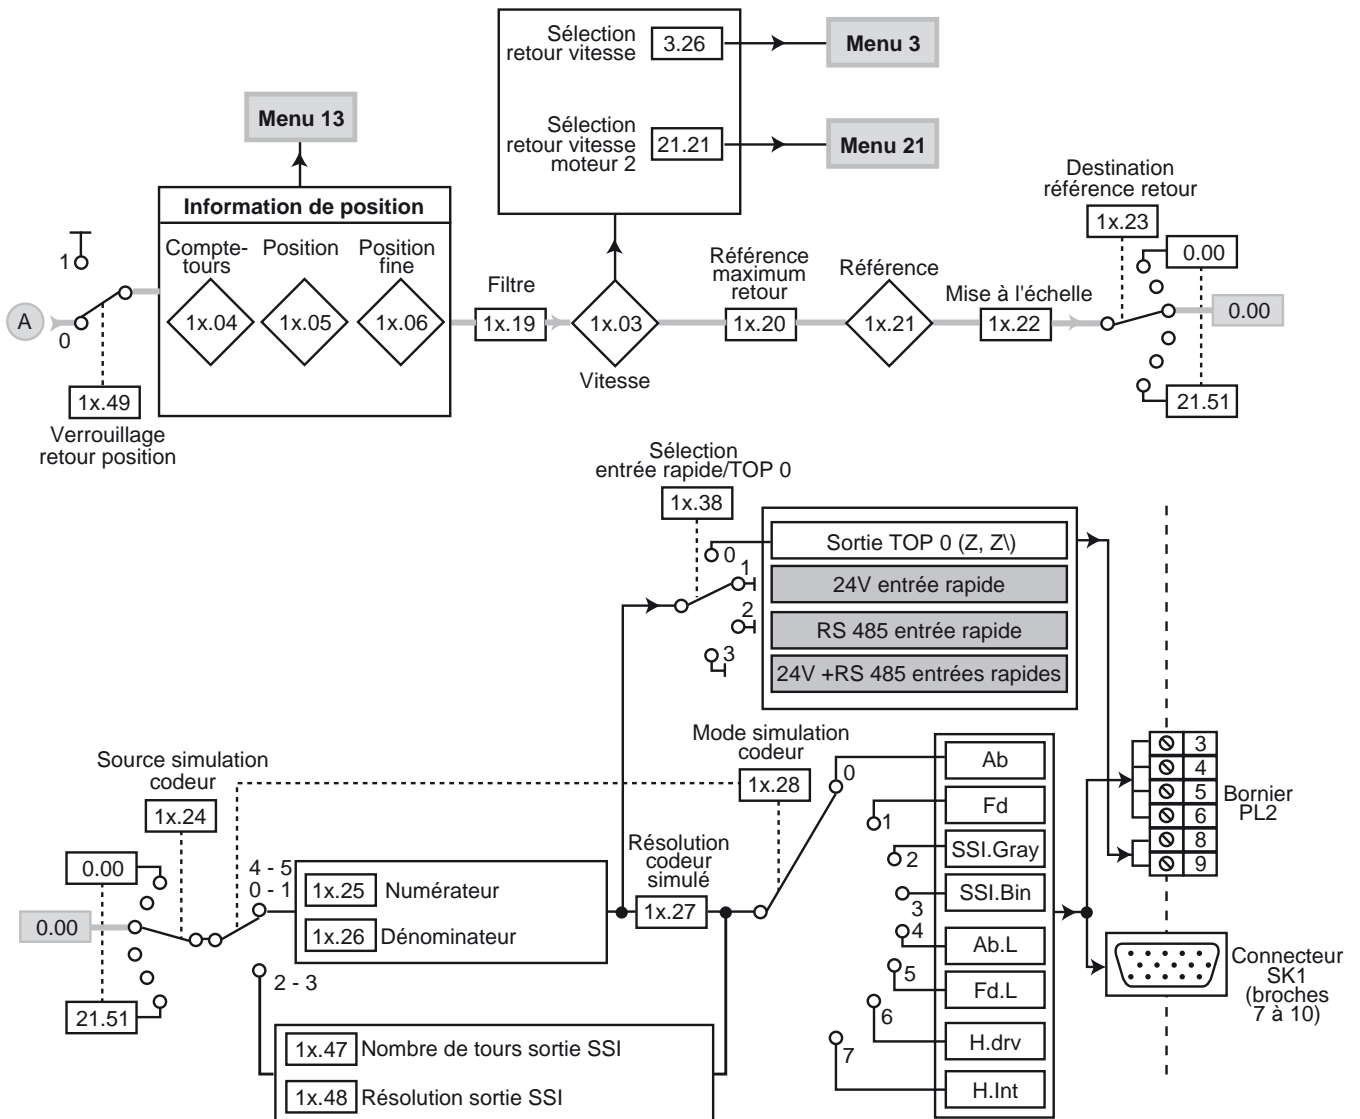 Sélection
retour vitesse
3.26
Menu 3
Sélection
retour vitesse
moteur 2
21.21
Menu 21
Menu 13
Information de position
Compte-
tours
Position
Position
fine
1x.04
1x.05
1x.06
1
A
0
1x.49
Verrouillage
retour position
Filtre
1x.19
1x.03
Vitesse
Référence
maximum
retour
1x.20
Référence
1x.21
Mise à l'échelle
1x.22
Destination
référence retour
1x.23
0.00
0.00
21.51
Sélection
entrée rapide/TOP 0
1x.38
0
1
2
3
Sortie TOP 0 (Z, Z\)
24V entrée rapide
RS 485 entrée rapide
24V +RS 485 entrées rapides
Source simulation
codeur
1x.24
0.00
0.00
21.51
4 - 5
0 - 1
2 - 3
1x.25 Numérateur
1x.26 Dénominateur
1x.47 Nombre de tours sortie SSI
1x.48 Résolution sortie SSI
Résolution
codeur
simulé
1x.27
Mode simulation
codeur
1x.28
0
1
2
3
4
5
6
7
Ab
Fd
SSI.Gray
SSI.Bin
Ab.L
Fd.L
H.drv
H.Int
3
4
5
6
8
9
Bornier
PL2
Connecteur
SK1
(broches
7 à 10)